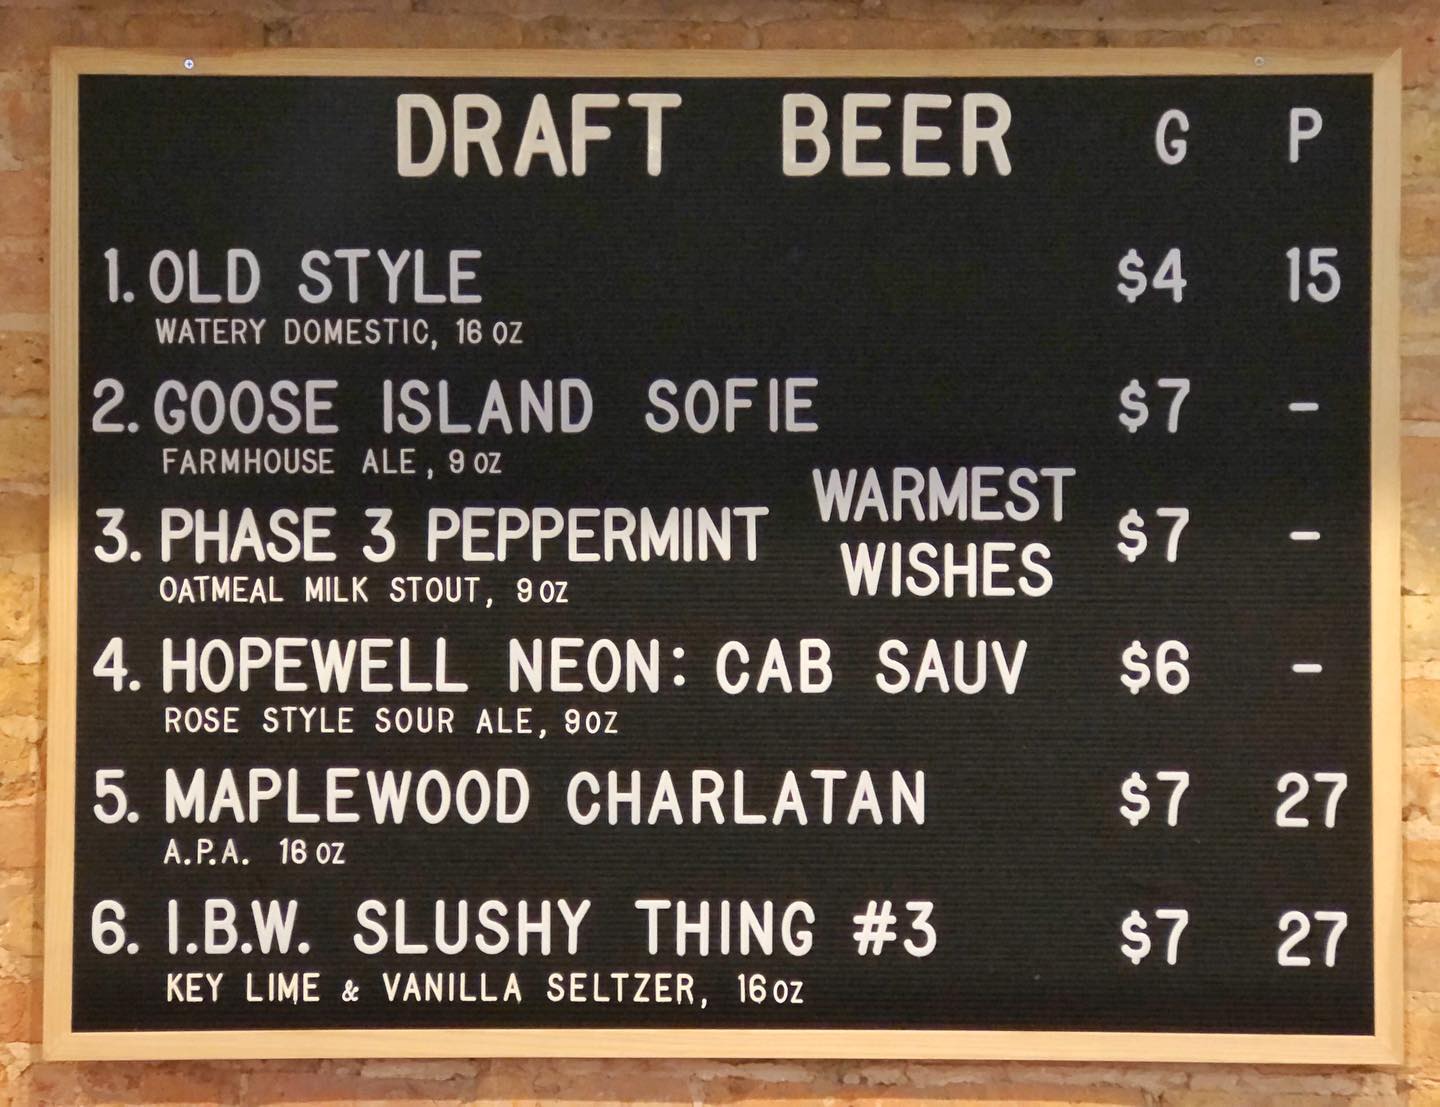 DRAFT BEER G P
1. OLD STYLE $4 15
WATERY DOMESTIC, 16 OZ
2. GOOSE ISLAND SOFIE $7 -
FARMHOUSE ALE, 9 OZ
3. PHASE 3 PEPPERMINT WARMEST WISHES $7 -
OATMEAL MILK STOUT, 9 OZ
4. HOPEWELL NEON: CAB SAUV $6 -
ROSE STYLE SOUR ALE, 9 OZ
5. MAPLEWOOD CHARLATAN $7 27
A.P.A. 16 OZ
6. I.B.W. SLUSHY THING #3 $7 27
KEY LIME & VANILLA SELTZER, 16 OZ